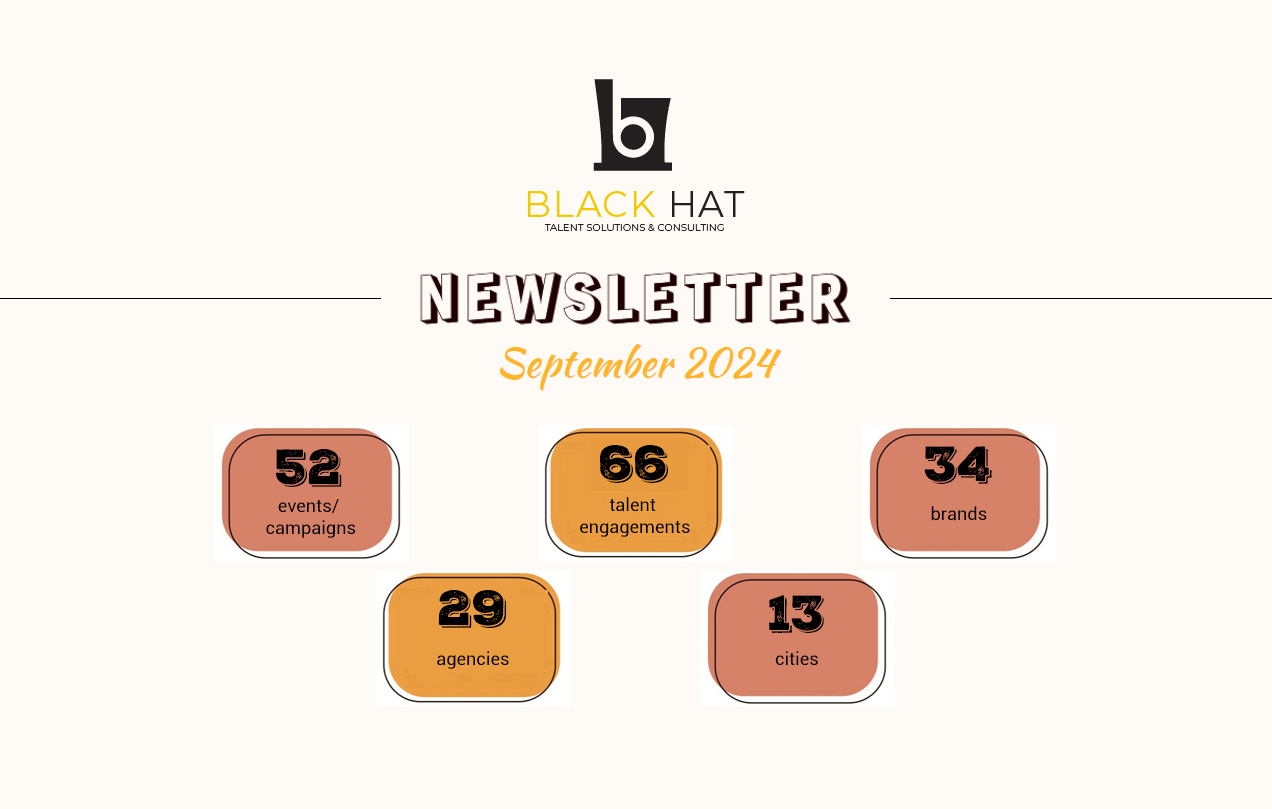 b
BLACK HAT
TALENT SOLUTIONS & CONSULTING
NEWSLETTER
September 2024
52
events/
campaigns
66
talent
engagements
34
brands
29
agencies
13
cities